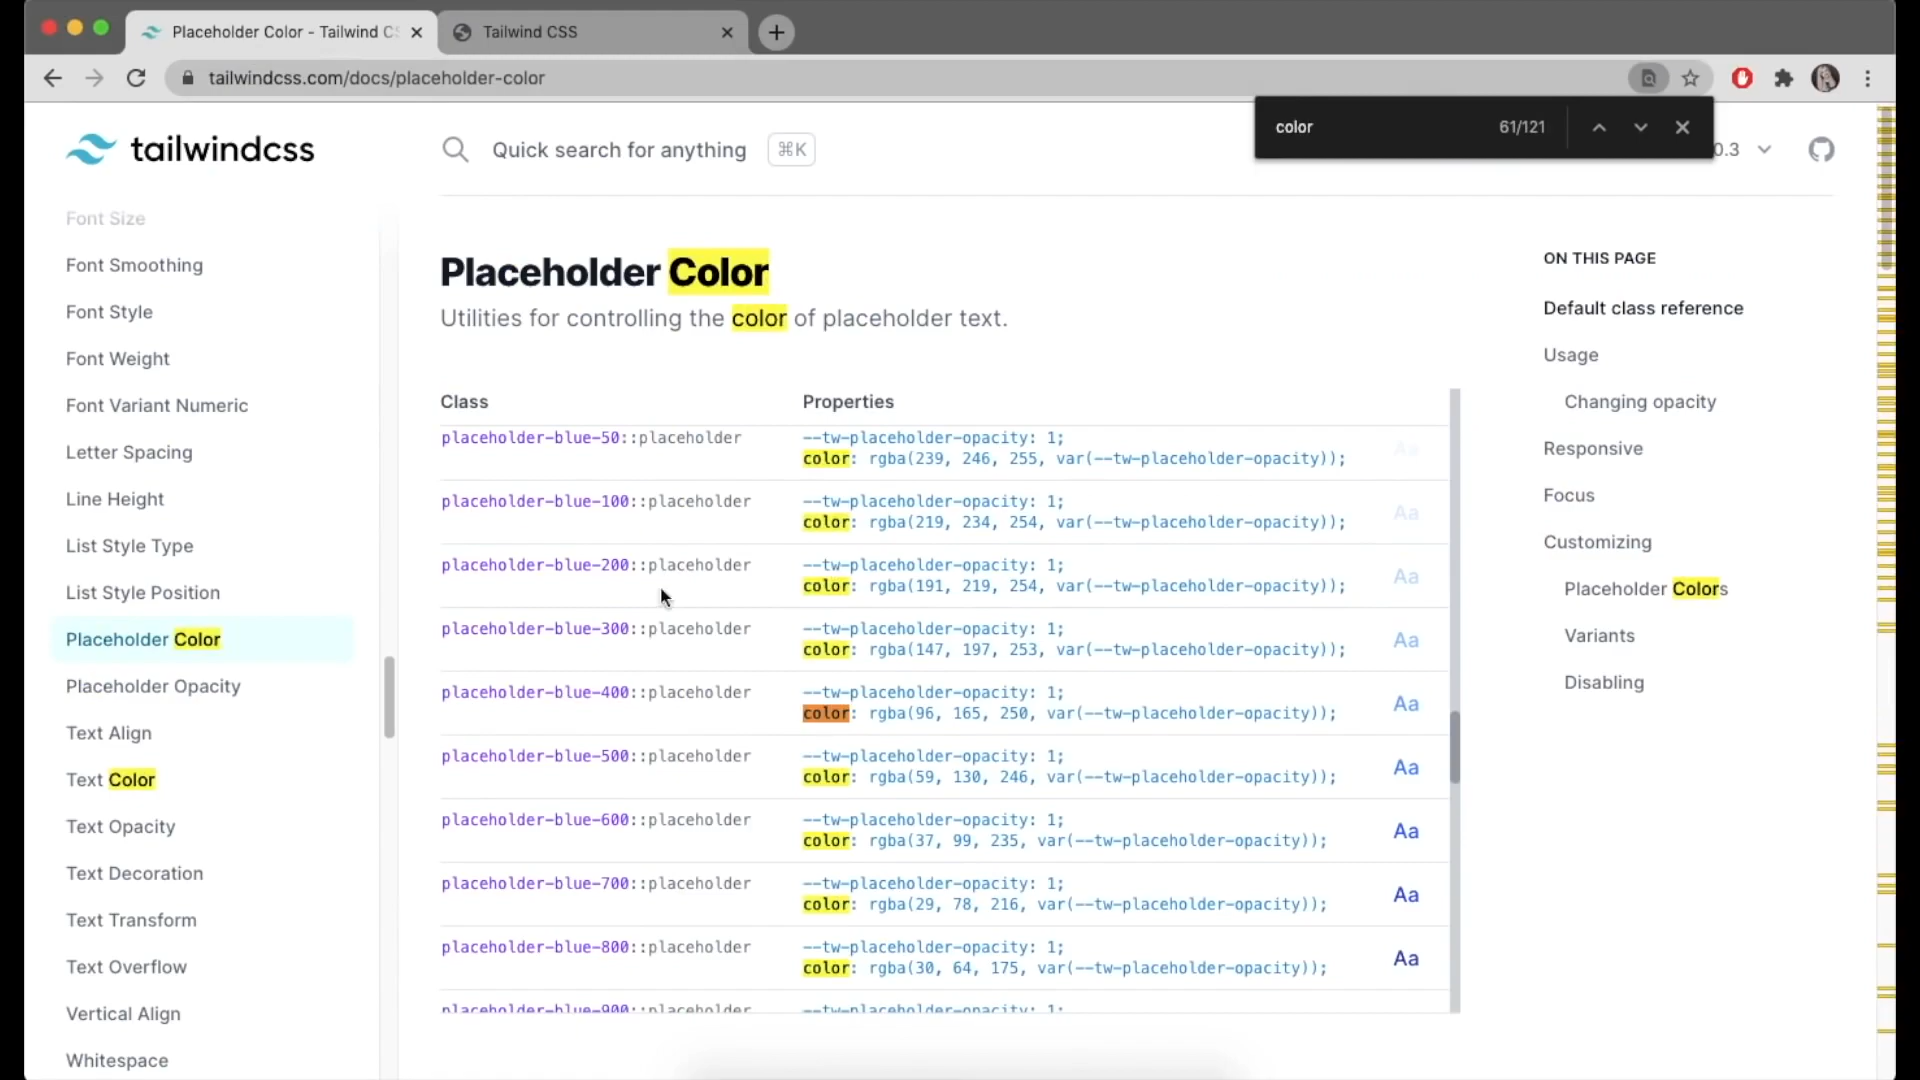 Placeholder Color - Tailwind CS
Tailwind CSS
tailwindcss.com/docs/placeholder-color
color
61/121
tailwindcss
Quick search for anything
⌘K
0.3
Font Size
Font Smoothing
Font Style
Font Weight
Font Variant Numeric
Letter Spacing
Line Height
List Style Type
List Style Position
Placeholder Color
Placeholder Opacity
Text Align
Text Color
Text Opacity
Text Decoration
Text Transform
Text Overflow
Vertical Align
Whitespace
Placeholder Color
Utilities for controlling the color of placeholder text.
Class
Properties
placeholder-blue-50::placeholder
--tw-placeholder-opacity: 1;
color: rgba(239, 246, 255, var(--tw-placeholder-opacity));
Aa
placeholder-blue-100::placeholder
--tw-placeholder-opacity: 1;
color: rgba(219, 234, 254, var(--tw-placeholder-opacity));
Aa
placeholder-blue-200::placeholder
--tw-placeholder-opacity: 1;
color: rgba(191, 219, 254, var(--tw-placeholder-opacity));
Aa
placeholder-blue-300::placeholder
--tw-placeholder-opacity: 1;
color: rgba(147, 197, 253, var(--tw-placeholder-opacity));
Aa
placeholder-blue-400::placeholder
--tw-placeholder-opacity: 1;
color: rgba(96, 165, 250, var(--tw-placeholder-opacity));
Aa
placeholder-blue-500::placeholder
--tw-placeholder-opacity: 1;
color: rgba(59, 130, 246, var(--tw-placeholder-opacity));
Aa
placeholder-blue-600::placeholder
--tw-placeholder-opacity: 1;
color: rgba(37, 99, 235, var(--tw-placeholder-opacity));
Aa
placeholder-blue-700::placeholder
--tw-placeholder-opacity: 1;
color: rgba(29, 78, 216, var(--tw-placeholder-opacity));
Aa
placeholder-blue-800::placeholder
--tw-placeholder-opacity: 1;
color: rgba(30, 64, 175, var(--tw-placeholder-opacity));
Aa
placeholder-blue-900::placeholder
--tw-placeholder-opacity: 1;
ON THIS PAGE
Default class reference
Usage
Changing opacity
Responsive
Focus
Customizing
Placeholder Colors
Variants
Disabling